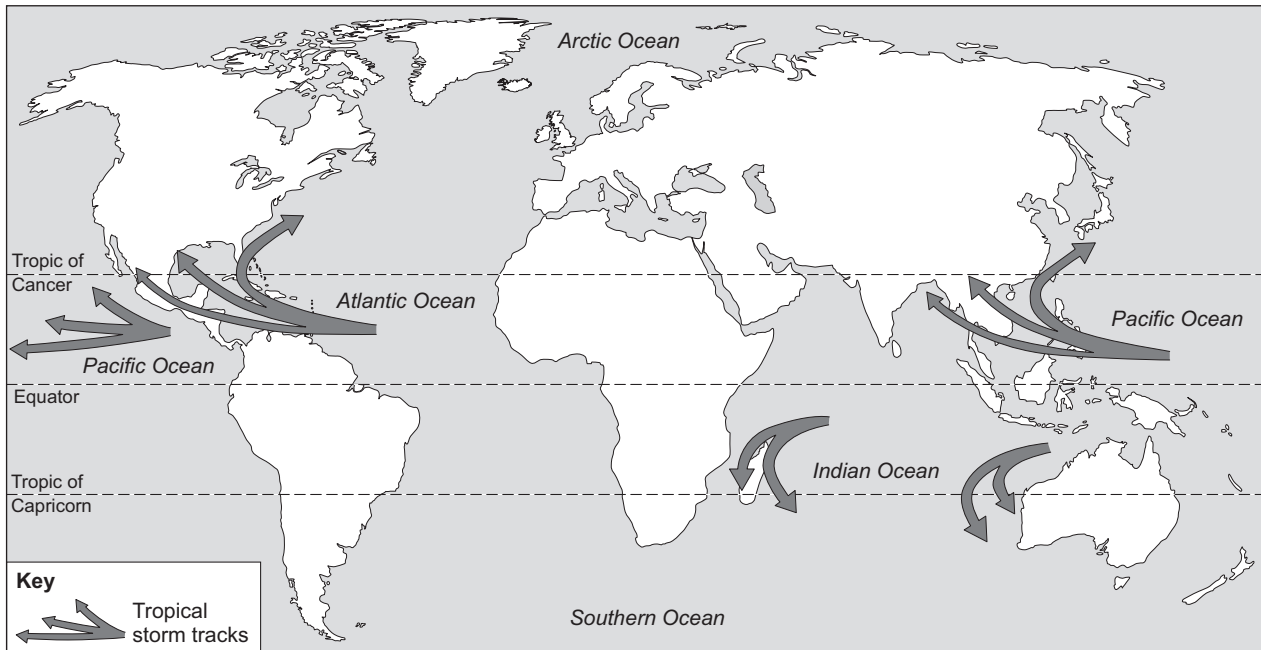 Arctic Ocean
Tropic of
Cancer
Atlantic Ocean
Pacific Ocean
Pacific Ocean
Equator
Indian Ocean
Tropic of
Capricorn
Key
Tropical
storm tracks
Southern Ocean